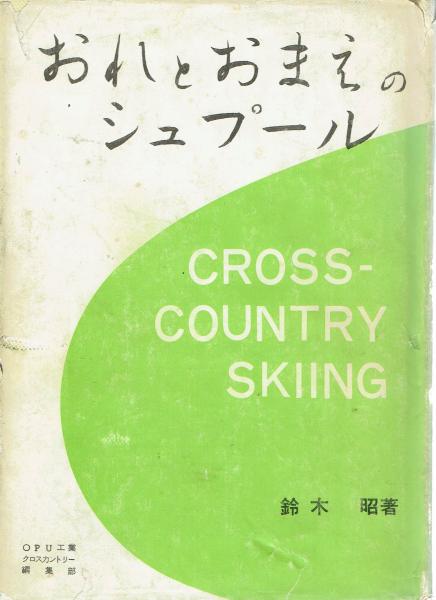 おれとおまえの
シュプール
CROSS-
COUNTRY
SKIING
鈴木 昭著
OPU工業
クロスカントリー
編集部